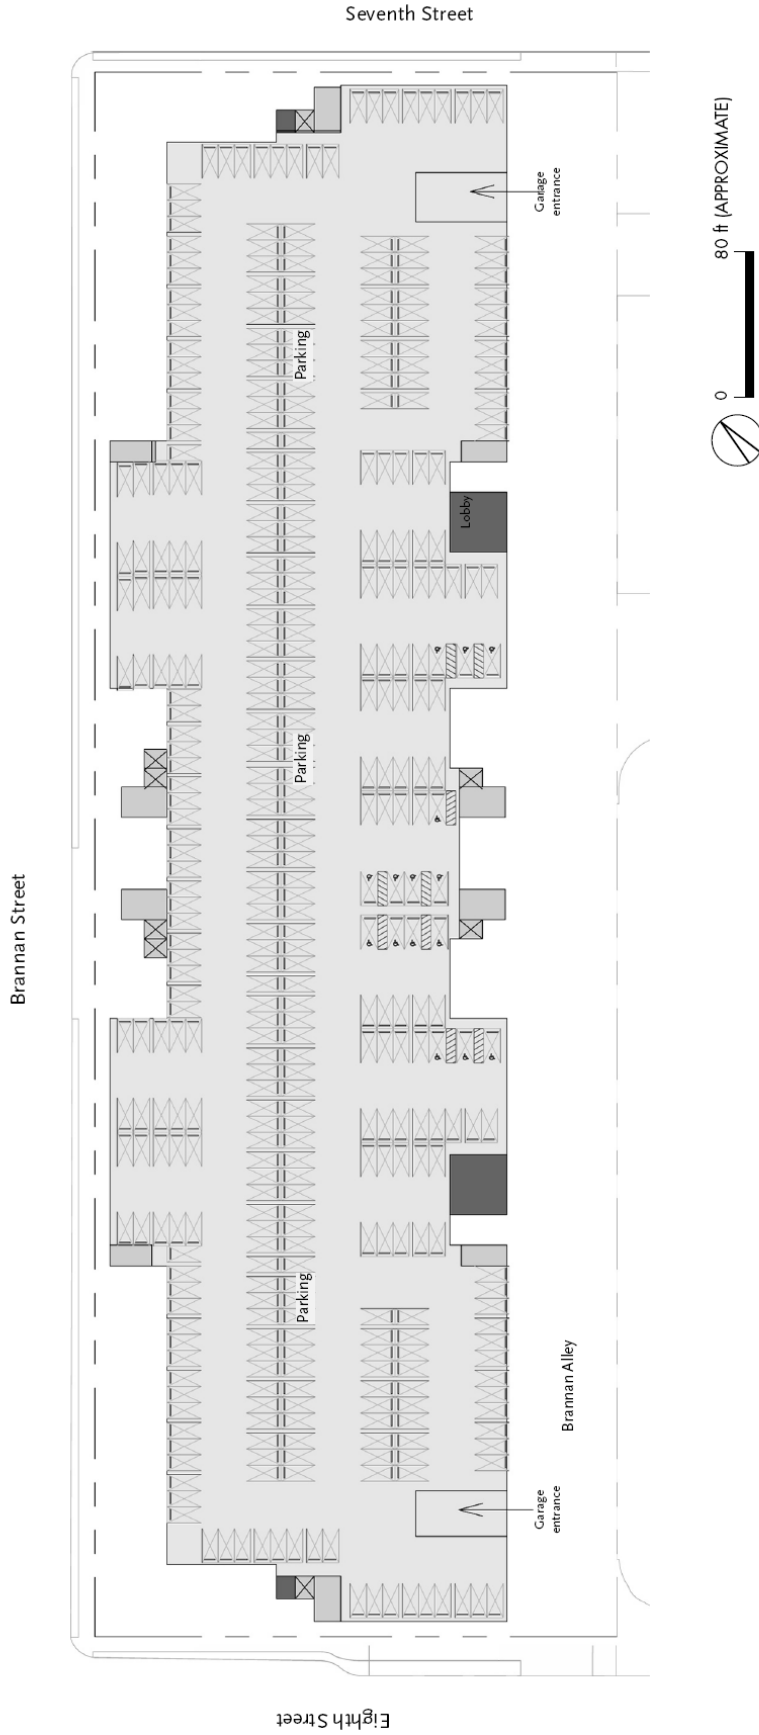 Seventh Street
80 ft (APPROXIMATE)
0
Garage
entrance
Parking
Lobby
Parking
Brannan Street
Parking
Brannan Alley
Garage
entrance
Eighth Street